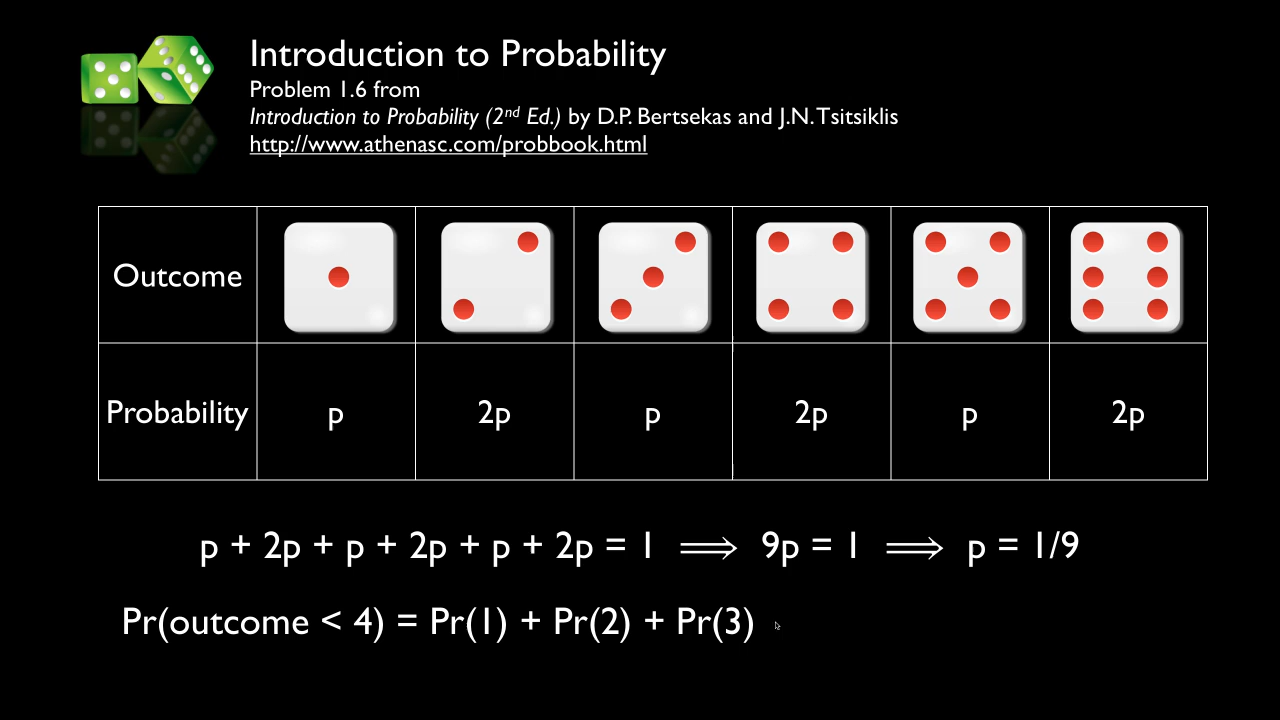 Introduction to Probability
Problem 1.6 from
Introduction to Probability (2nd Ed.) by D.P. Bertsekas and J.N. Tsitsiklis
http://www.athenasc.com/probbook.html
Outcome
Probability p 2p p 2p p 2p
p + 2p + p + 2p + p + 2p = 1 ⟹ 9p = 1 ⟹ p = 1/9
Pr(outcome < 4) = Pr(1) + Pr(2) + Pr(3)